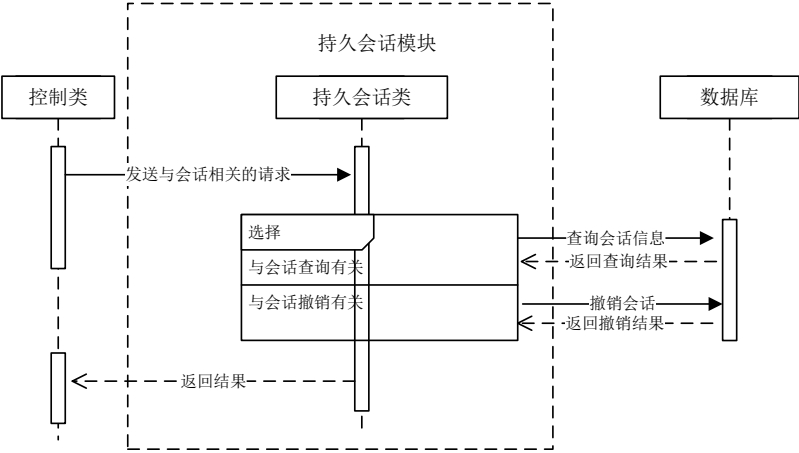 持久会话模块
控制类
持久会话类
数据库
发送与会话相关的请求
选择
查询会话信息
与会话查询有关
返回查询结果
与会话撤销有关
撤销会话
返回撤销结果
返回结果